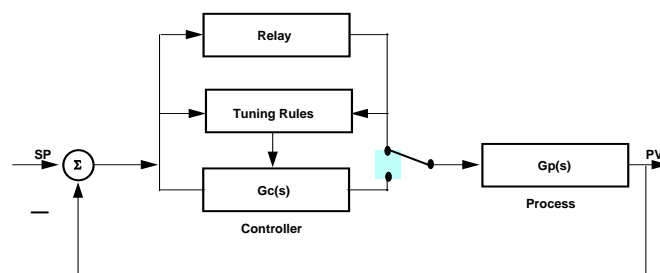 Relay
Tuning Rules
SP
Σ
Gc(s)
Controller
Gp(s)
PV
Process